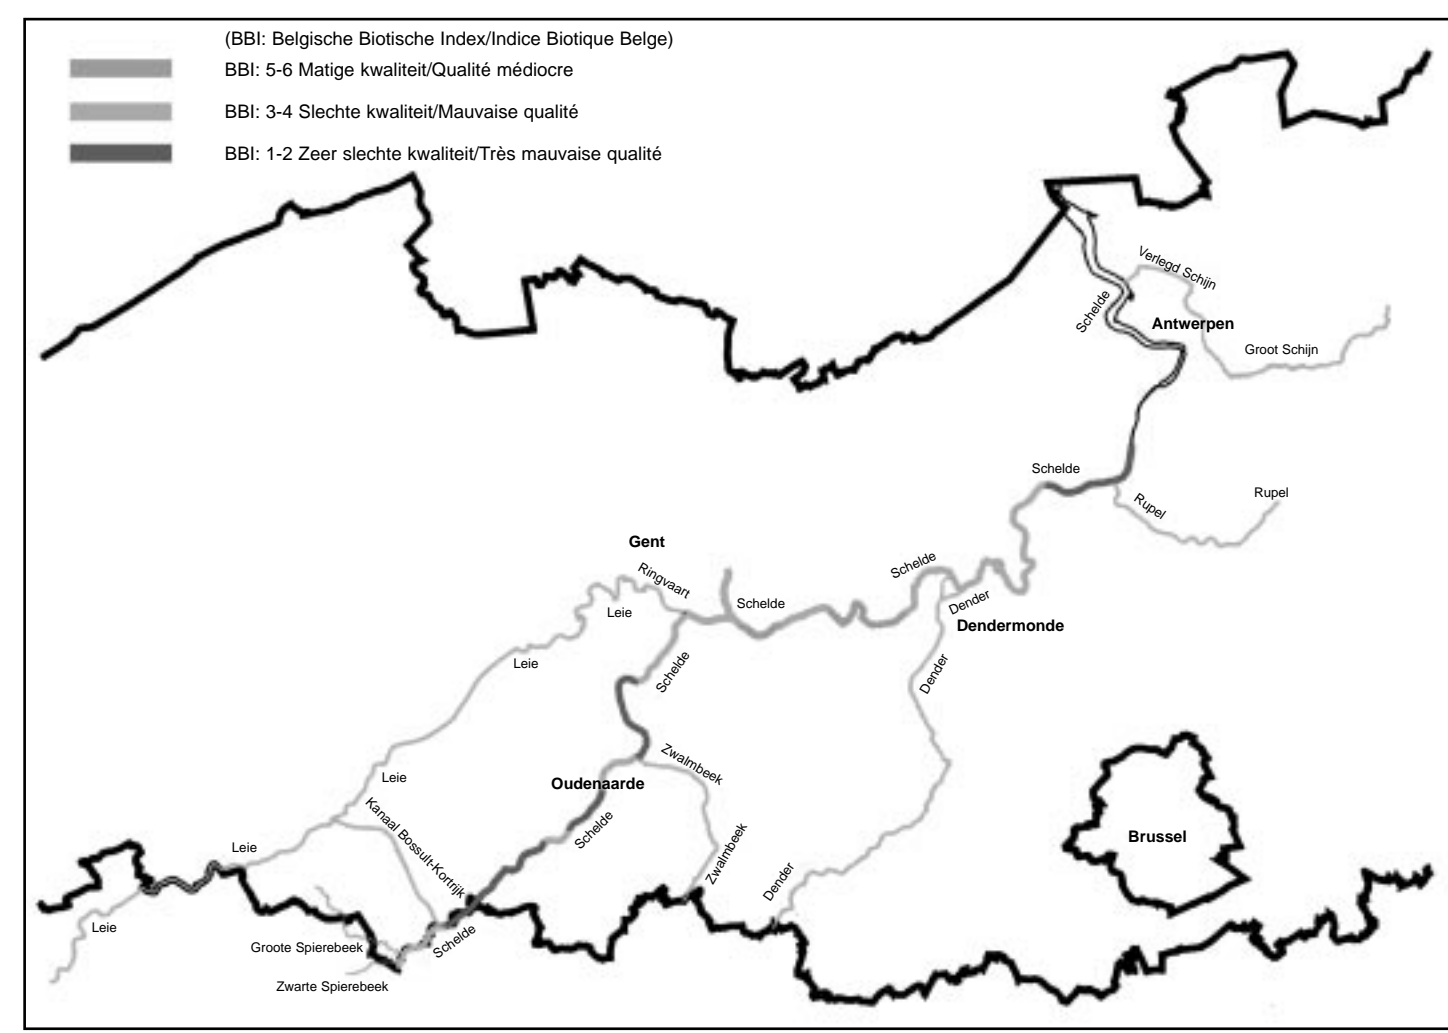 (BBI: Belgische Biotische Index/Indice Biotique Belge)
BBI: 5-6 Matige kwaliteit/Qualité médiocre
BBI: 3-4 Slechte kwaliteit/Mauvaise qualité
BBI: 1-2 Zeer slechte kwaliteit/Très mauvaise qualité
Verlegd Schijn
Schelde
Antwerpen
Groot Schijn
Schelde
Rupel
Rupel
Gent
Ringvaart
Schelde
Schelde
Leie
Dender
Dendermonde
Leie
Schelde
Dender
Zwalmbeek
Leie
Oudenaarde
Kanaal Bossult-Kortrijk
Schelde
Zwalmbeek
Brussel
Leie
Dender
Leie
Groote Spierebeek
Schelde
Zwarte Spierebeek